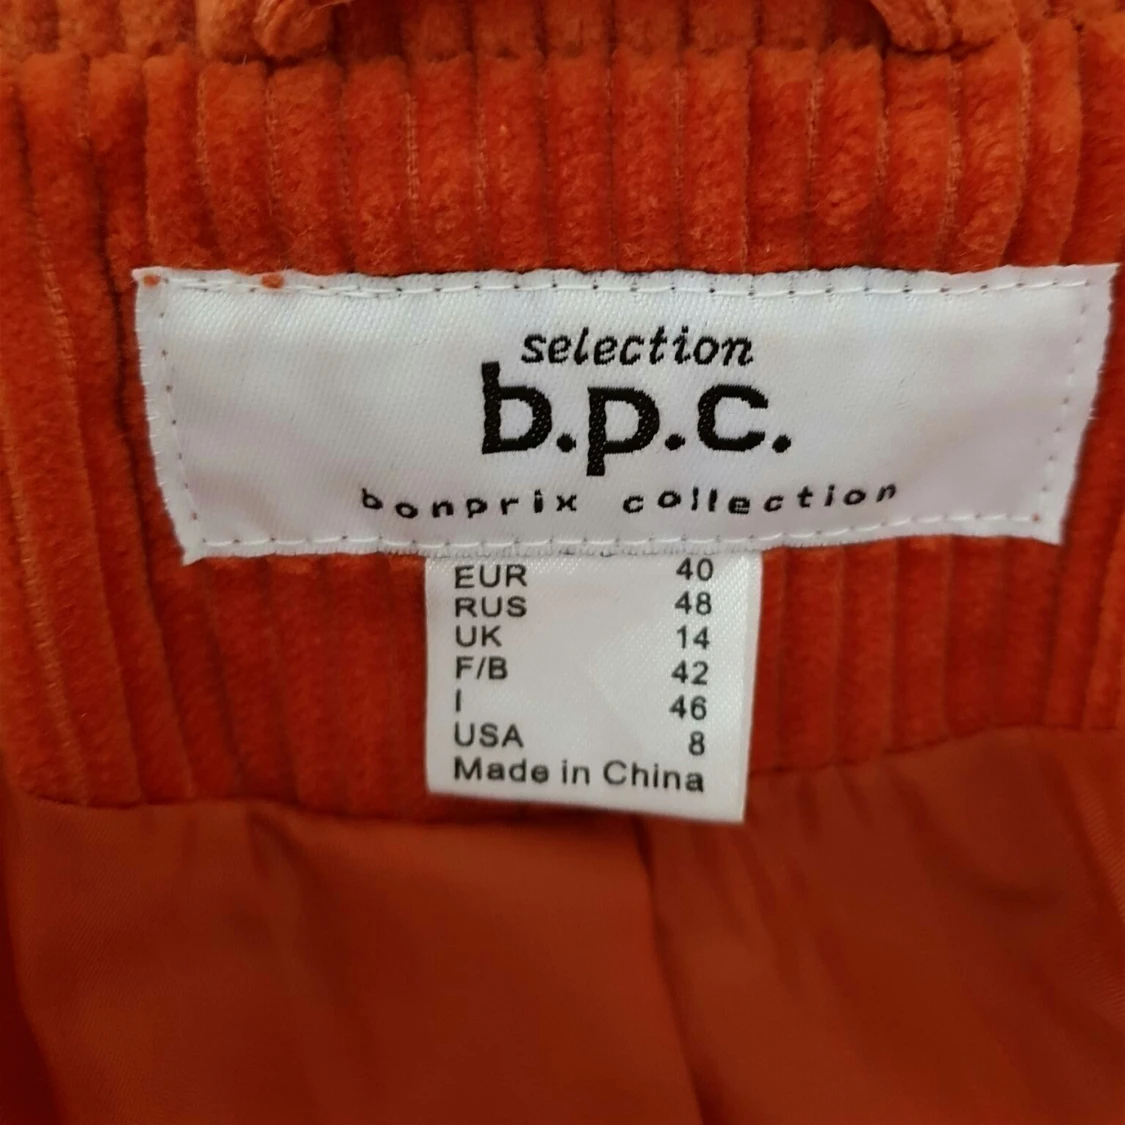 selection
b.p.c.
bonprix collection
EUR 40
RUS 48
UK 14
F/B 42
I 46
USA 8
Made in China